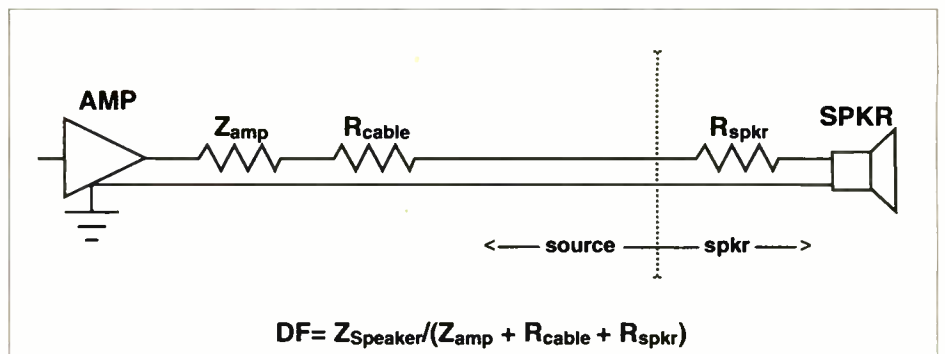 AMP
Zamp
Rcable
Rspkr
SPKR
<—— source —— spkr ——>
DF= ZSpeaker/(Zamp + Rcable + Rspkr)